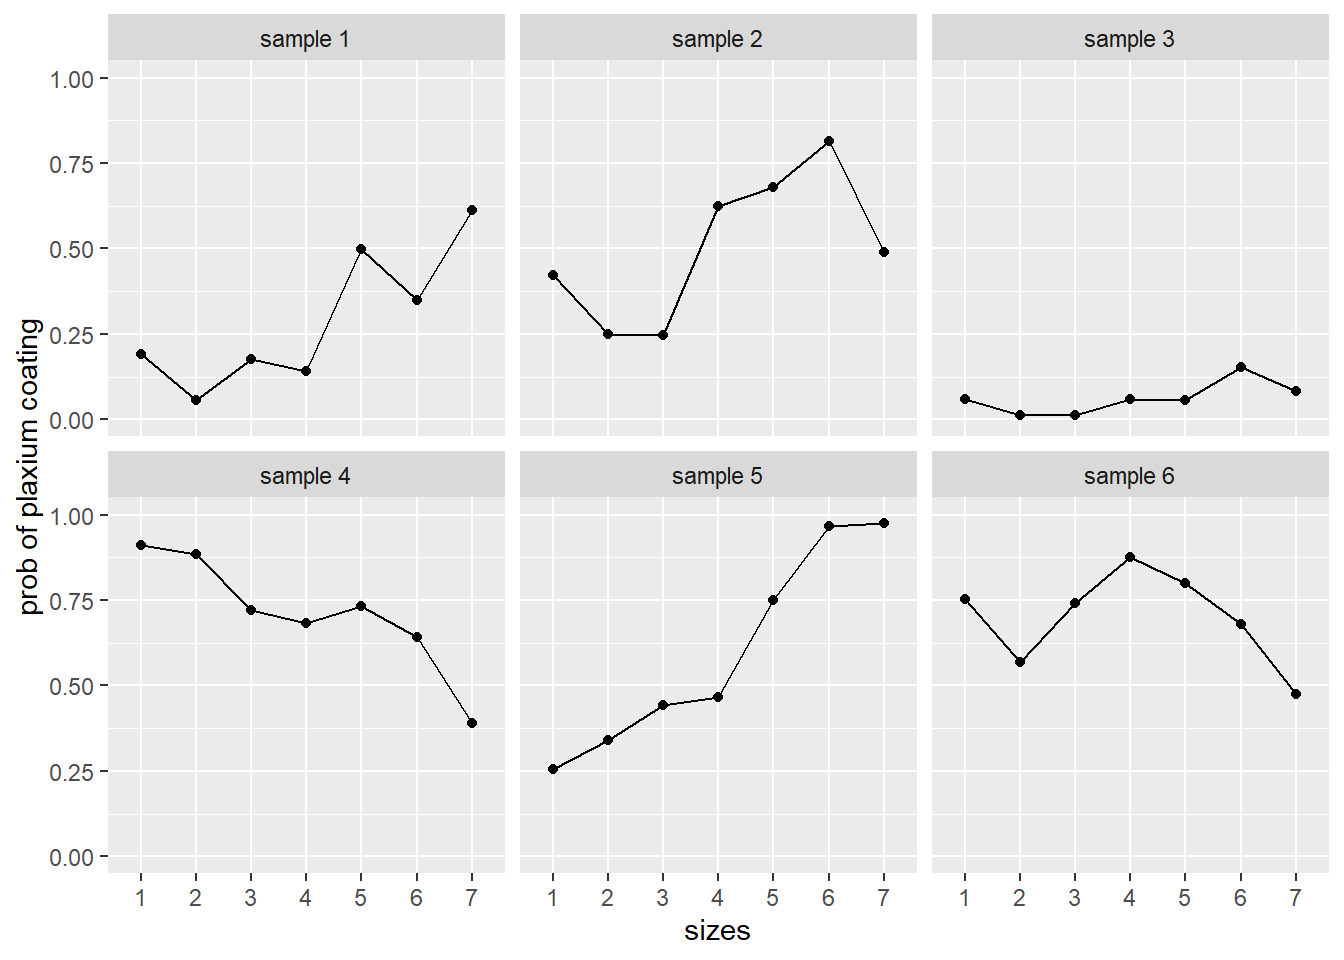 sample 1
sample 2
sample 3
1.00
0.75
0.50
0.25
0.00
sample 4
sample 5
sample 6
1.00
0.75
0.50
0.25
0.00
1 2 3 4 5 6 7
1 2 3 4 5 6 7
1 2 3 4 5 6 7
sizes
prob of plaxium coating